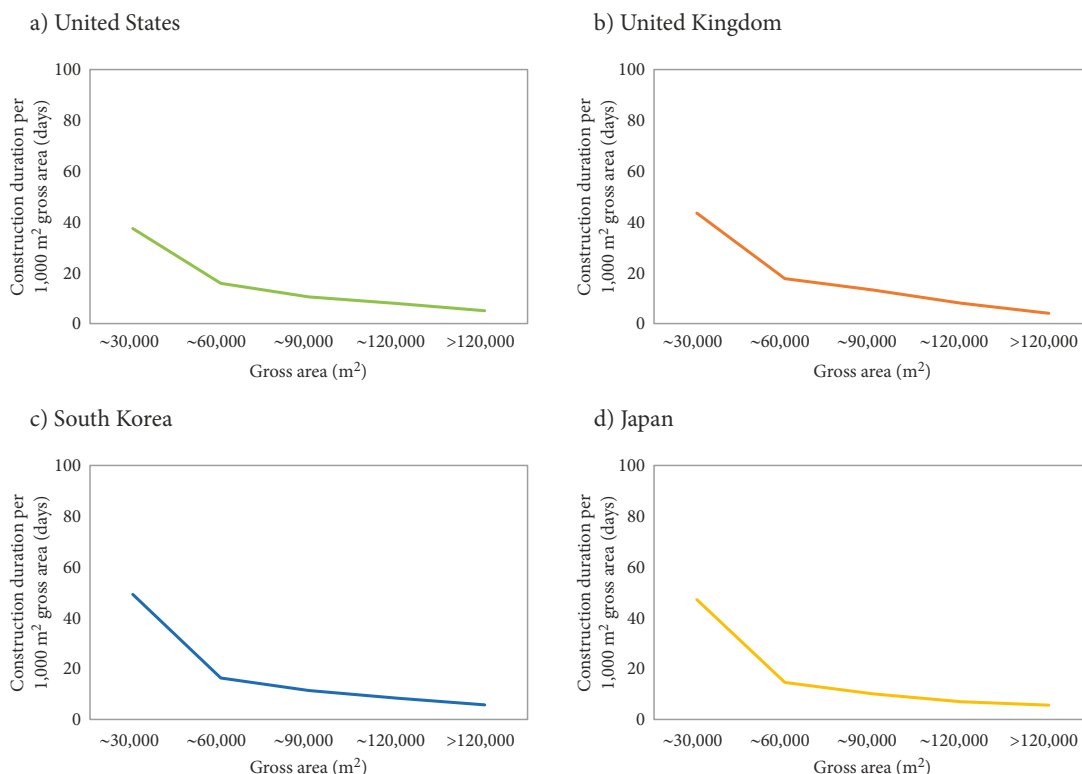 a) United States
Construction duration per
1,000 m² gross area (days)
100
80
60
40
20
0
~30,000 ~60,000 ~90,000 ~120,000 >120,000
Gross area (m²)
b) United Kingdom
Construction duration per
1,000 m² gross area (days)
100
80
60
40
20
0
~30,000 ~60,000 ~90,000 ~120,000 >120,000
Gross area (m²)
c) South Korea
Construction duration per
1,000 m² gross area (days)
100
80
60
40
20
0
~30,000 ~60,000 ~90,000 ~120,000 >120,000
Gross area (m²)
d) Japan
Construction duration per
1,000 m² gross area (days)
100
80
60
40
20
0
~30,000 ~60,000 ~90,000 ~120,000 >120,000
Gross area (m²)